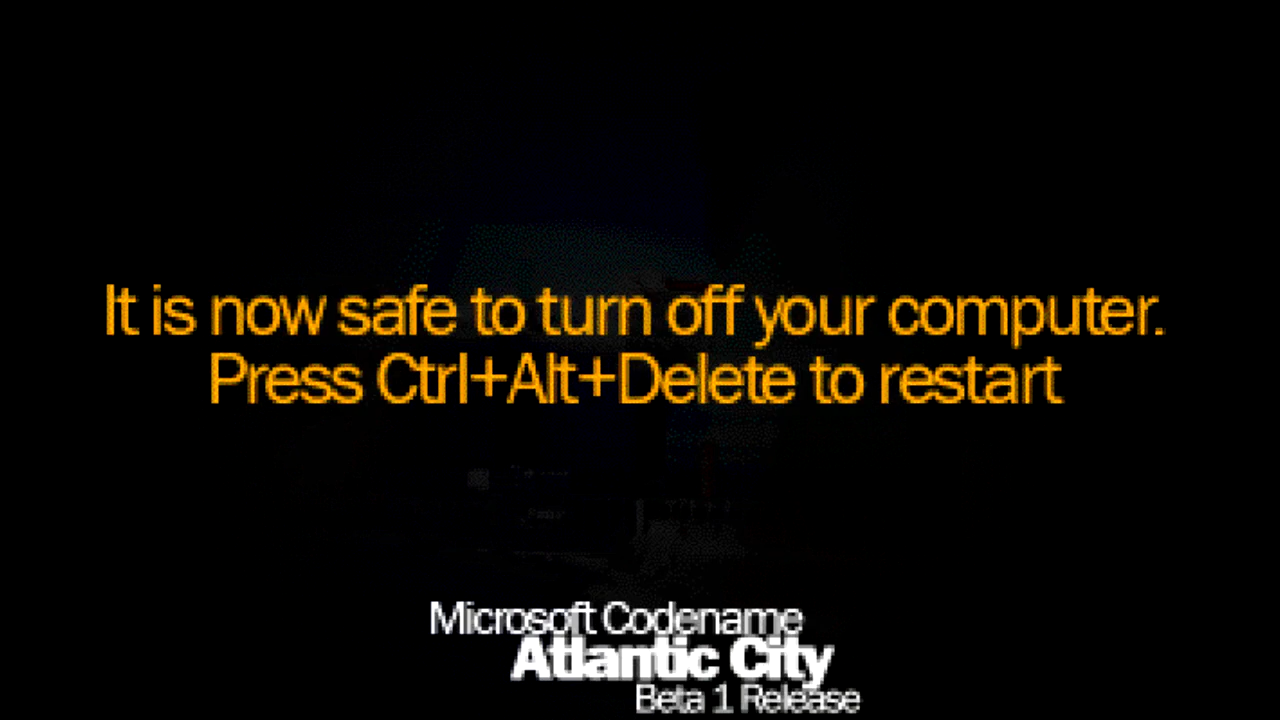 It is now safe to turn off your computer.
Press Ctrl+Alt+Delete to restart
Microsoft Codename
Atlantic City
Beta 1 Release